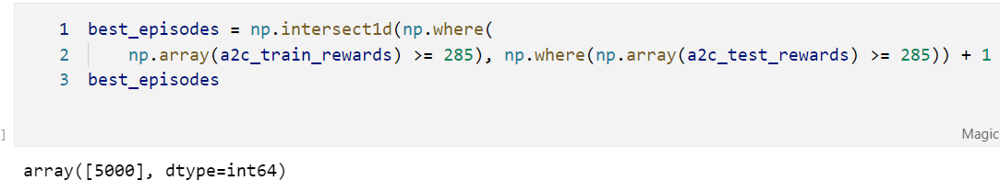 1 best_episodes = np.intersect1d(np.where(
2 np.array(a2c_train_rewards) >= 285), np.where(np.array(a2c_test_rewards) >= 285)) + 1
3 best_episodes
]
Magic
array([5000], dtype=int64)